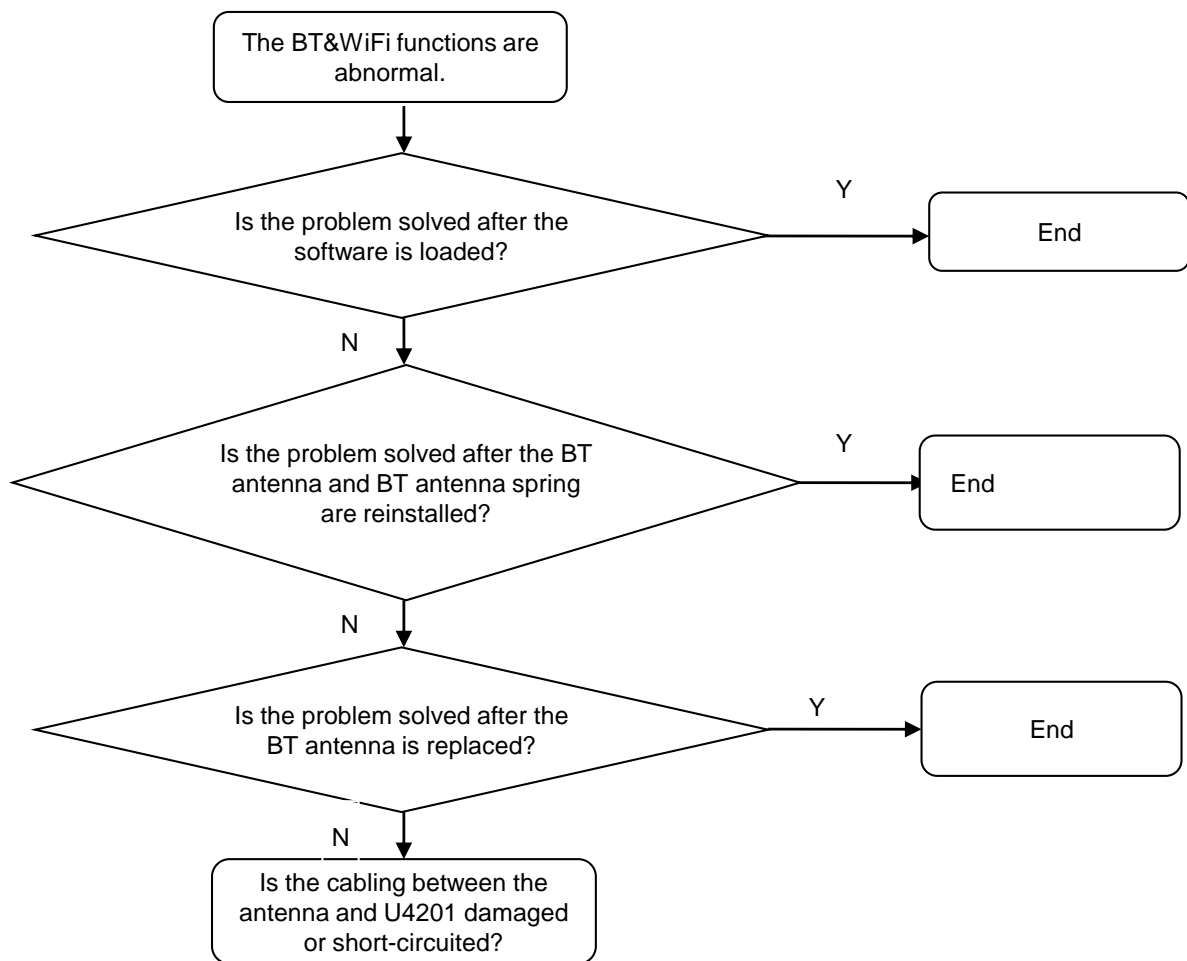 The BT&WiFi functions are
abnormal.
Y
Is the problem solved after the
software is loaded?
End
N
Y
Is the problem solved after the BT
antenna and BT antenna spring
are reinstalled?
End
N
Y
Is the problem solved after the
BT antenna is replaced?
End
N
Is the cabling between the
antenna and U4201 damaged
or short-circuited?